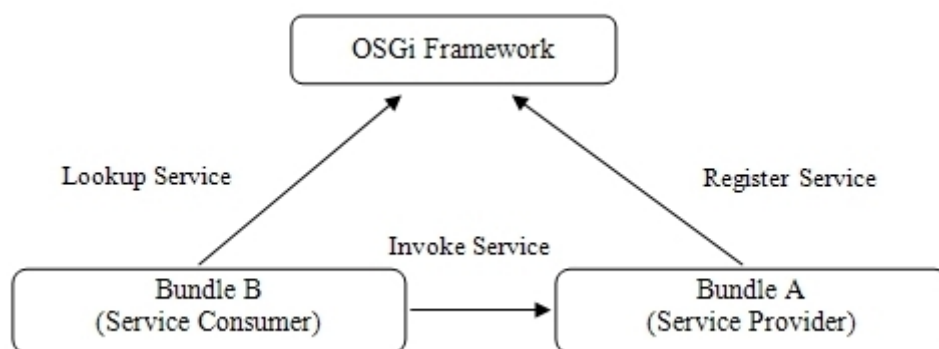 OSGi Framework
Lookup Service
Register Service
Invoke Service
Bundle B
(Service Consumer)
Bundle A
(Service Provider)